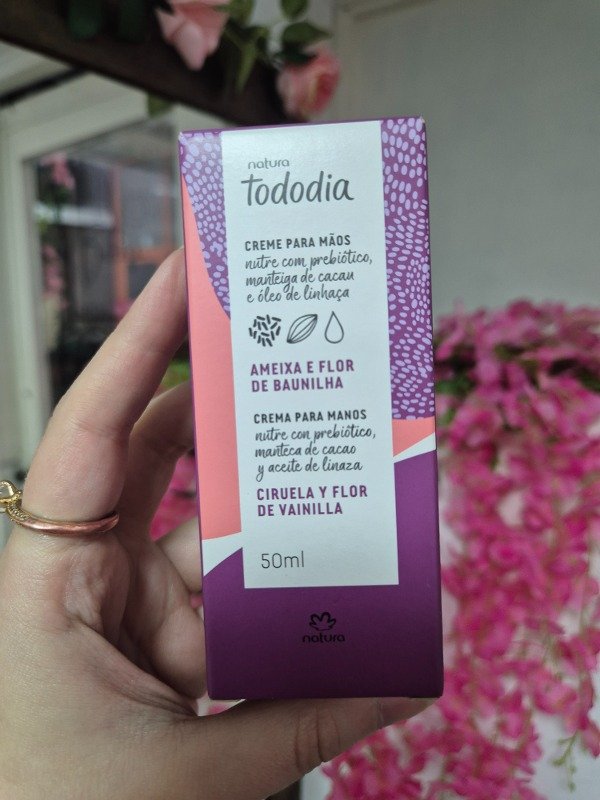 natura
tododia
CREME PARA MÃOS
nutre com prebiótico,
manteiga de cacau
e óleo de linhaça
AMEIXA E FLOR
DE BAUNILHA
CREMA PARA MANOS
nutre con prebiótico,
manteca de cacao
y aceite de linaza
CIRUELA Y FLOR
DE VAINILLA
50ml
natura